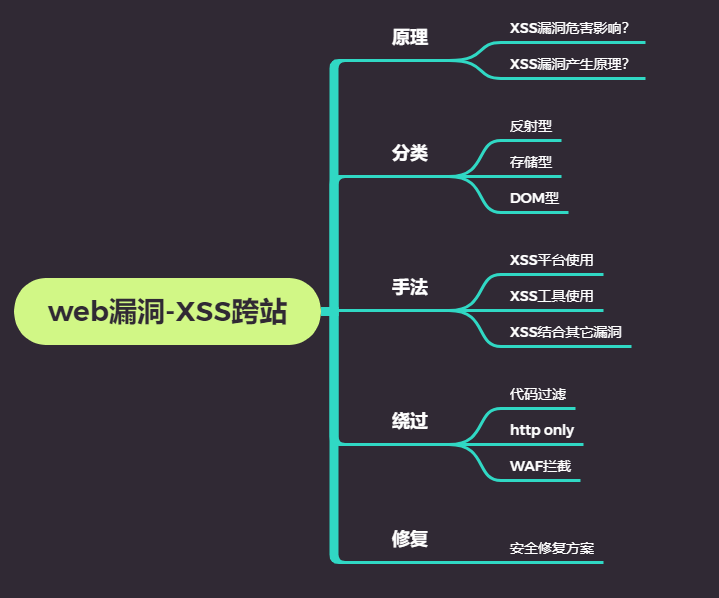 web漏洞-XSS跨站
原理
XSS漏洞危害影响?
XSS漏洞产生原理?
分类
反射型
存储型
DOM型
手法
XSS平台使用
XSS工具使用
XSS结合其它漏洞
绕过
代码过滤
http only
WAF拦截
修复
安全修复方案